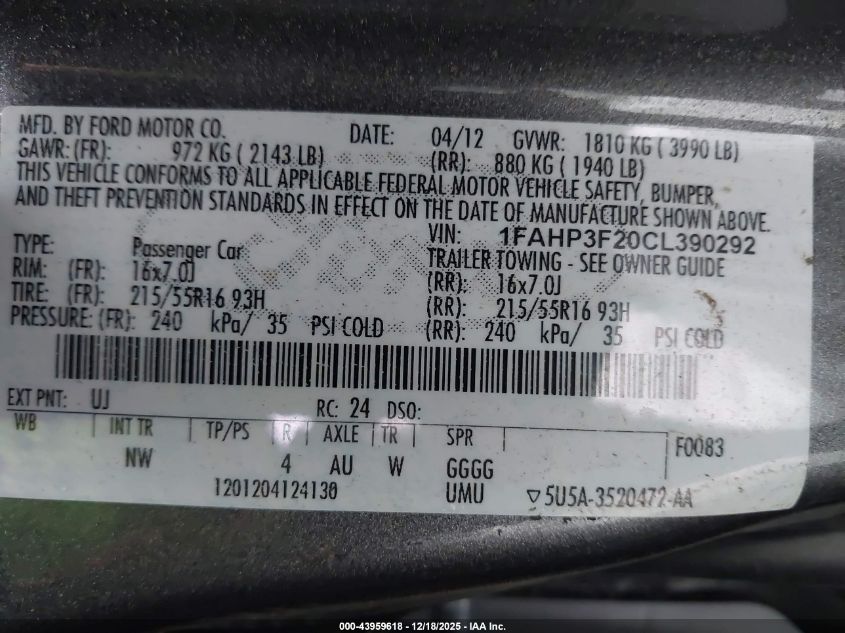 MFD. BY FORD MOTOR CO. DATE: 04/12 GVWR: 1810 KG ( 3990 LB)
GAWR: (FR): 972 KG ( 2143 LB) (RR): 880 KG ( 1940 LB)
THIS VEHICLE CONFORMS TO ALL APPLICABLE FEDERAL MOTOR VEHICLE SAFETY, BUMPER,
AND THEFT PREVENTION STANDARDS IN EFFECT ON THE DATE OF MANUFACTURE SHOWN ABOVE.
VIN: 1FAHP3F20CL390292
TYPE: Passenger Car TRAILER TOWING - SEE OWNER GUIDE
RIM: (FR): 16x7.0J (RR): 16x7.0J
TIRE: (FR): 215/55R16 93H (RR): 215/55R16 93H
PRESSURE: (FR): 240 kPa/ 35 PSI COLD (RR): 240 kPa/ 35 PSI COLD
EXT PNT: UJ RC: 24 DSO:
WB INT TR TP/PS R AXLE TR SPR F0083
NW 4 AU W GGGG
1201204124130 UMU ▽5U5A-3520472-AA
000-43959618 - 12/18/2025 - IAA Inc.